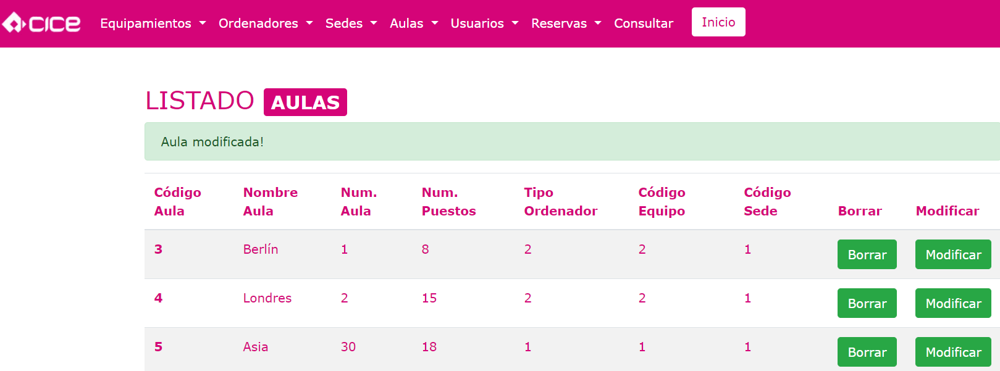 CICE Equipamientos Ordenadores Sedes Aulas Usuarios Reservas Consultar Inicio
LISTADO AULAS
Aula modificada!
Código Aula Nombre Aula Num. Aula Num. Puestos Tipo Ordenador Código Equipo Código Sede Borrar Modificar
3 Berlín 1 8 2 2 1 Borrar Modificar
4 Londres 2 15 2 2 1 Borrar Modificar
5 Asia 30 18 1 1 1 Borrar Modificar